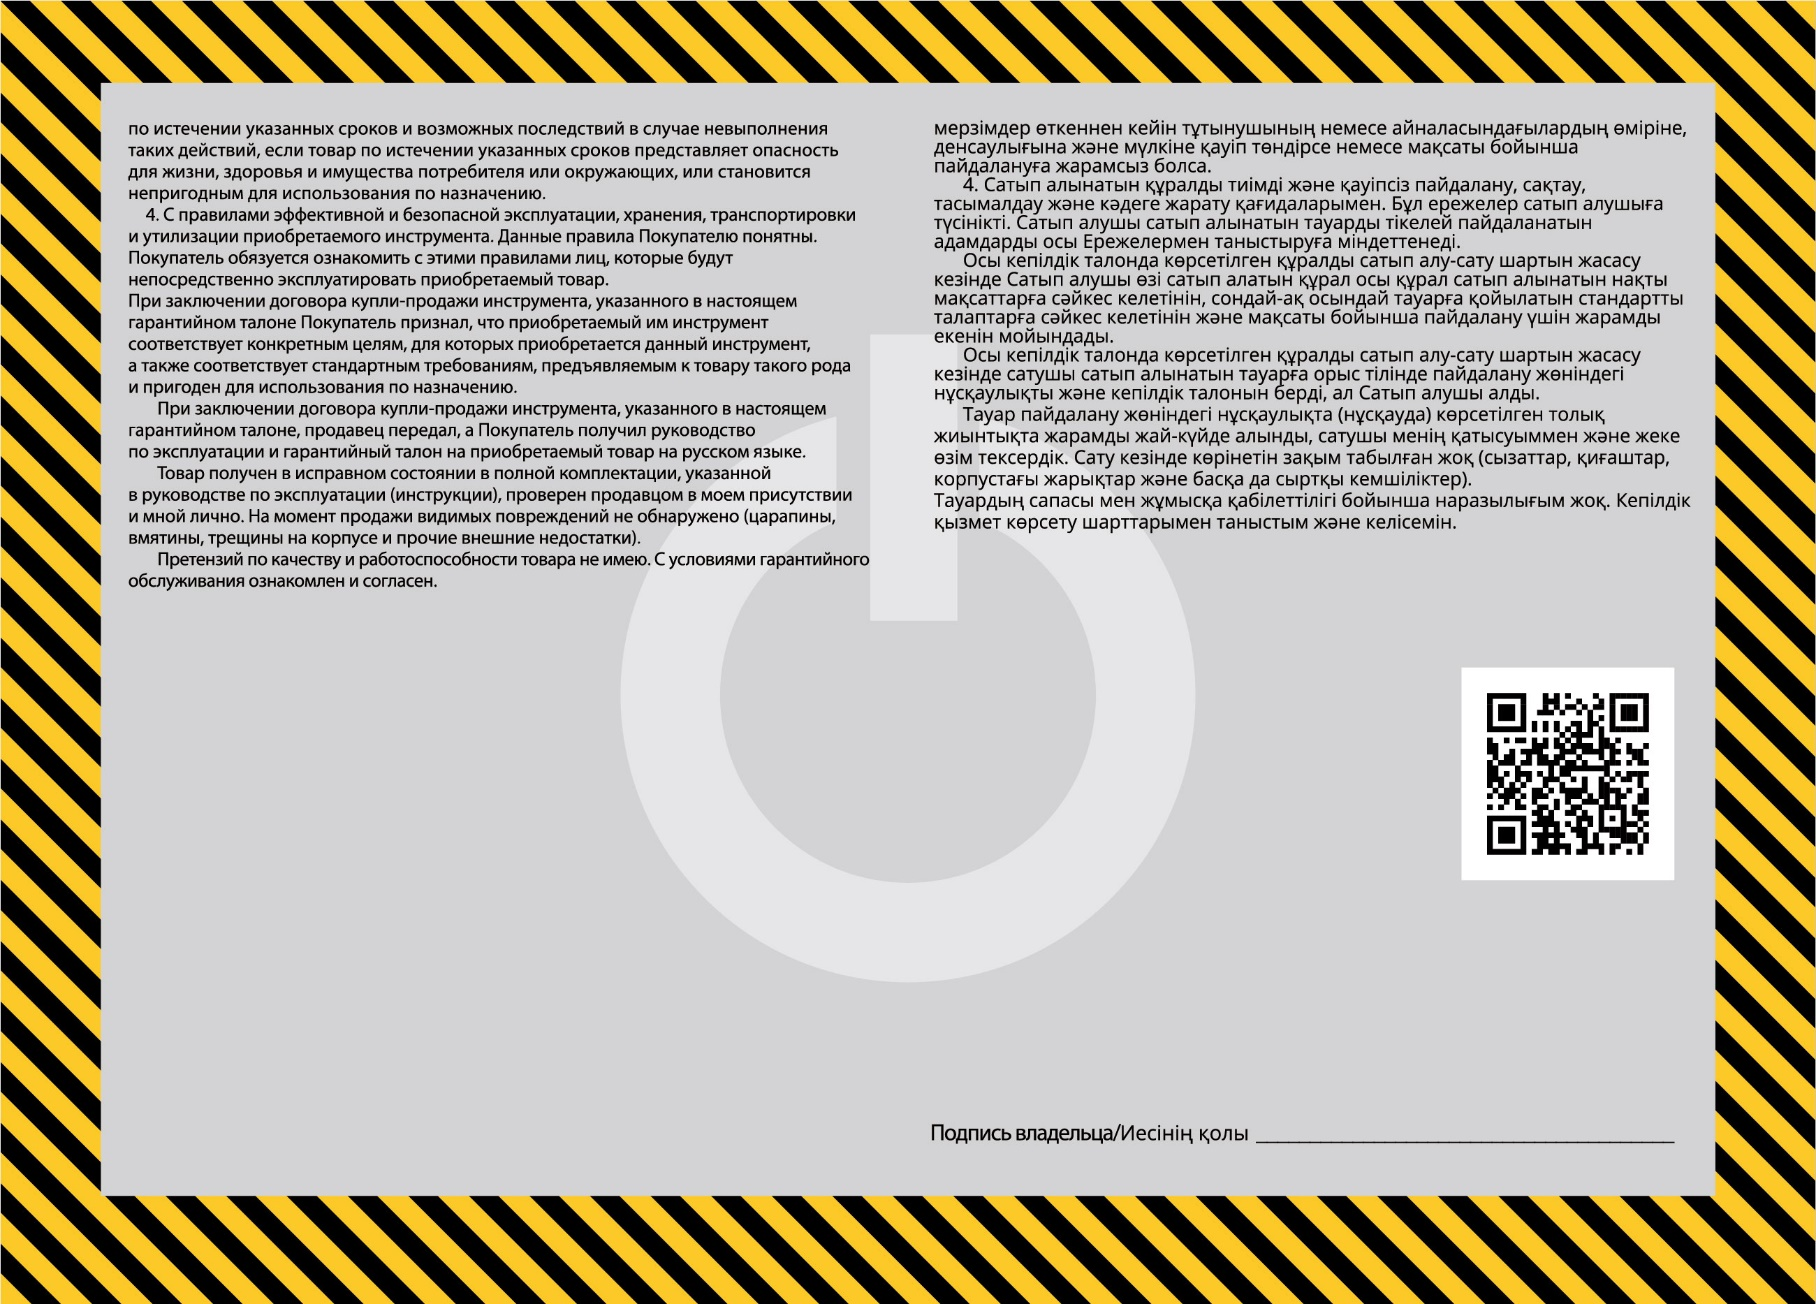 по истечении указанных сроков и возможных последствий в случае невыполнения
таких действий, если товар по истечении указанных сроков представляет опасность
для жизни, здоровья и имущества потребителя или окружающих, или становится
непригодным для использования по назначению.
4. С правилами эффективной и безопасной эксплуатации, хранения, транспортировки
и утилизации приобретаемого инструмента. Данные правила Покупателю понятны.
Покупатель обязуется ознакомить с этими правилами лиц, которые будут
непосредственно эксплуатировать приобретаемый товар.
При заключении договора купли-продажи инструмента, указанного в настоящем
гарантийном талоне Покупатель признал, что приобретаемый им инструмент
соответствует конкретным целям, для которых приобретается данный инструмент,
а также соответствует стандартным требованиям, предъявляемым к товару такого рода
и пригоден для использования по назначению.
При заключении договора купли-продажи инструмента, указанного в настоящем
гарантийном талоне, продавец передал, а Покупатель получил руководство
по эксплуатации и гарантийный талон на приобретаемый товар на русском языке.
Товар получен в исправном состоянии в полной комплектации, указанной
в руководстве по эксплуатации (инструкции), проверен продавцом в моем присутствии
и мной лично. На момент продажи видимых повреждений не обнаружено (царапины,
вмятины, трещины на корпусе и прочие внешние недостатки).
Претензий по качеству и работоспособности товара не имею. С условиями гарантийного
обслуживания ознакомлен и согласен.
мерзімдер өткеннен кейін тұтынушының немесе айналасындағылардың өміріне,
денсаулығына және мүлкіне қауіп төндірсе немесе мақсаты бойынша
пайдалануға жарамсыз болса.
4. Сатып алынатын құралды тиімді және қауіпсіз пайдалану, сақтау,
тасымалдау және кәдеге жарату қағидаларымен. Бұл ережелер сатып алушыға
түсінікті. Сатып алушы сатып алынатын тауарды тікелей пайдаланатын
адамдарды осы Ережелермен таныстыруға міндеттенеді.
Осы кепілдік талонда көрсетілген құралды сатып алу-сату шартын жасасу
кезінде Сатып алушы өзі сатып алатын құрал осы құрал сатып алынатын нақты
мақсаттарға сәйкес келетінін, сондай-ақ осындай тауарға қойылатын стандартты
талаптарға сәйкес келетінін және мақсаты бойынша пайдалану үшін жарамды
екенін мойындады.
Осы кепілдік талонда көрсетілген құралды сатып алу-сату шартын жасасу
кезінде сатушы сатып алынатын тауарға орыс тілінде пайдалану жөніндегі
нұсқаулықты және кепілдік талонын берді, ал Сатып алушы алды.
Тауар пайдалану жөніндегі нұсқаулықта (нұсқауда) көрсетілген толық
жиынтықта жарамды жай-күйде алынды, сатушы менің қатысуыммен және жеке
өзім тексердік. Сату кезінде көрінетін зақым табылған жоқ (сызаттар, қиғаштар,
корпустағы жарықтар және басқа да сыртқы кемшіліктер).
Тауардың сапасы мен жұмысқа қабілеттілігі бойынша наразылығым жоқ. Кепілдік
қызмет көрсету шарттарымен таныстым және келісемін.
Подпись владельца/Иесінің қолы